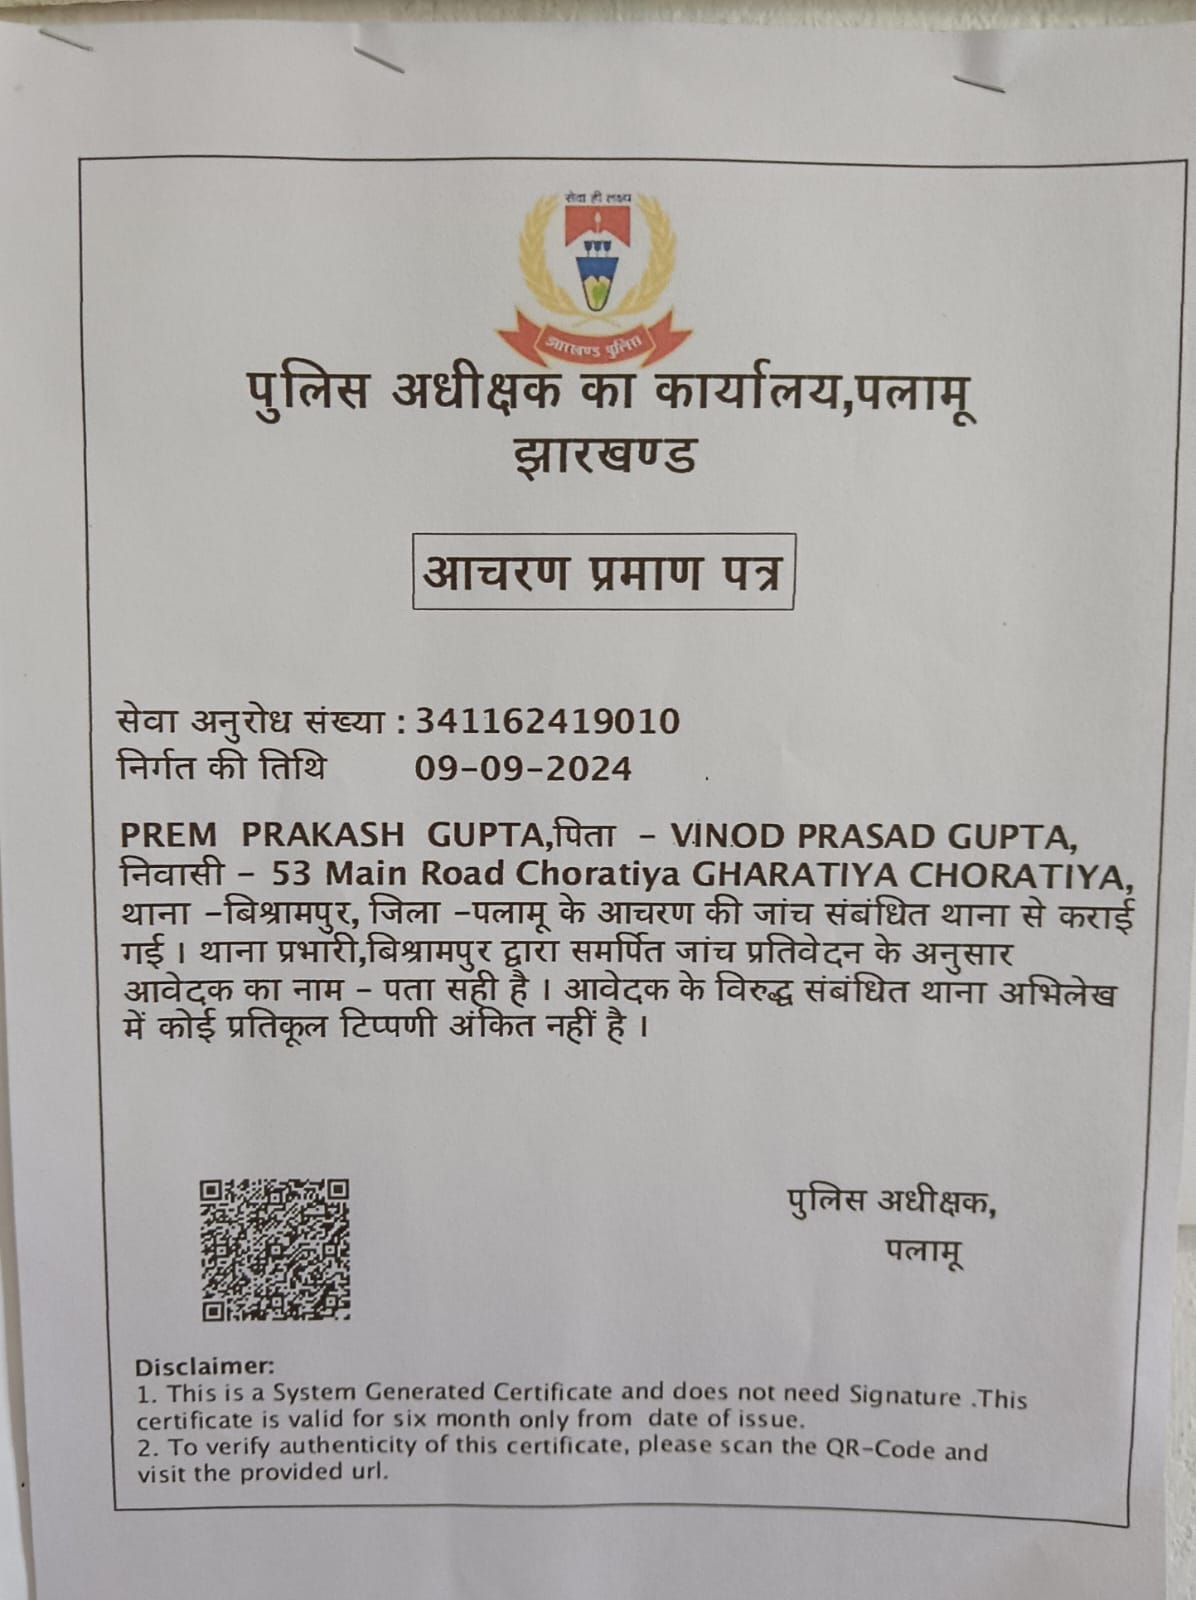 सेवा ही लक्ष्य
झारखण्ड पुलिस
पुलिस अधीक्षक का कार्यालय,पलामू
झारखण्ड
आचरण प्रमाण पत्र
सेवा अनुरोध संख्या : 341162419010
निर्गत की तिथि 09-09-2024
PREM PRAKASH GUPTA,पिता - VINOD PRASAD GUPTA,
निवासी - 53 Main Road Choratiya GHARATIYA CHORATIYA,
थाना -बिश्रामपुर, जिला -पलामू के आचरण की जांच संबंधित थाना से कराई
गई । थाना प्रभारी,बिश्रामपुर द्वारा समर्पित जांच प्रतिवेदन के अनुसार
आवेदक का नाम - पता सही है । आवेदक के विरुद्ध संबंधित थाना अभिलेख
में कोई प्रतिकूल टिप्पणी अंकित नहीं है ।
पुलिस अधीक्षक,
पलामू
Disclaimer:
1. This is a System Generated Certificate and does not need Signature .This
certificate is valid for six month only from date of issue.
2. To verify authenticity of this certificate, please scan the QR-Code and
visit the provided url.